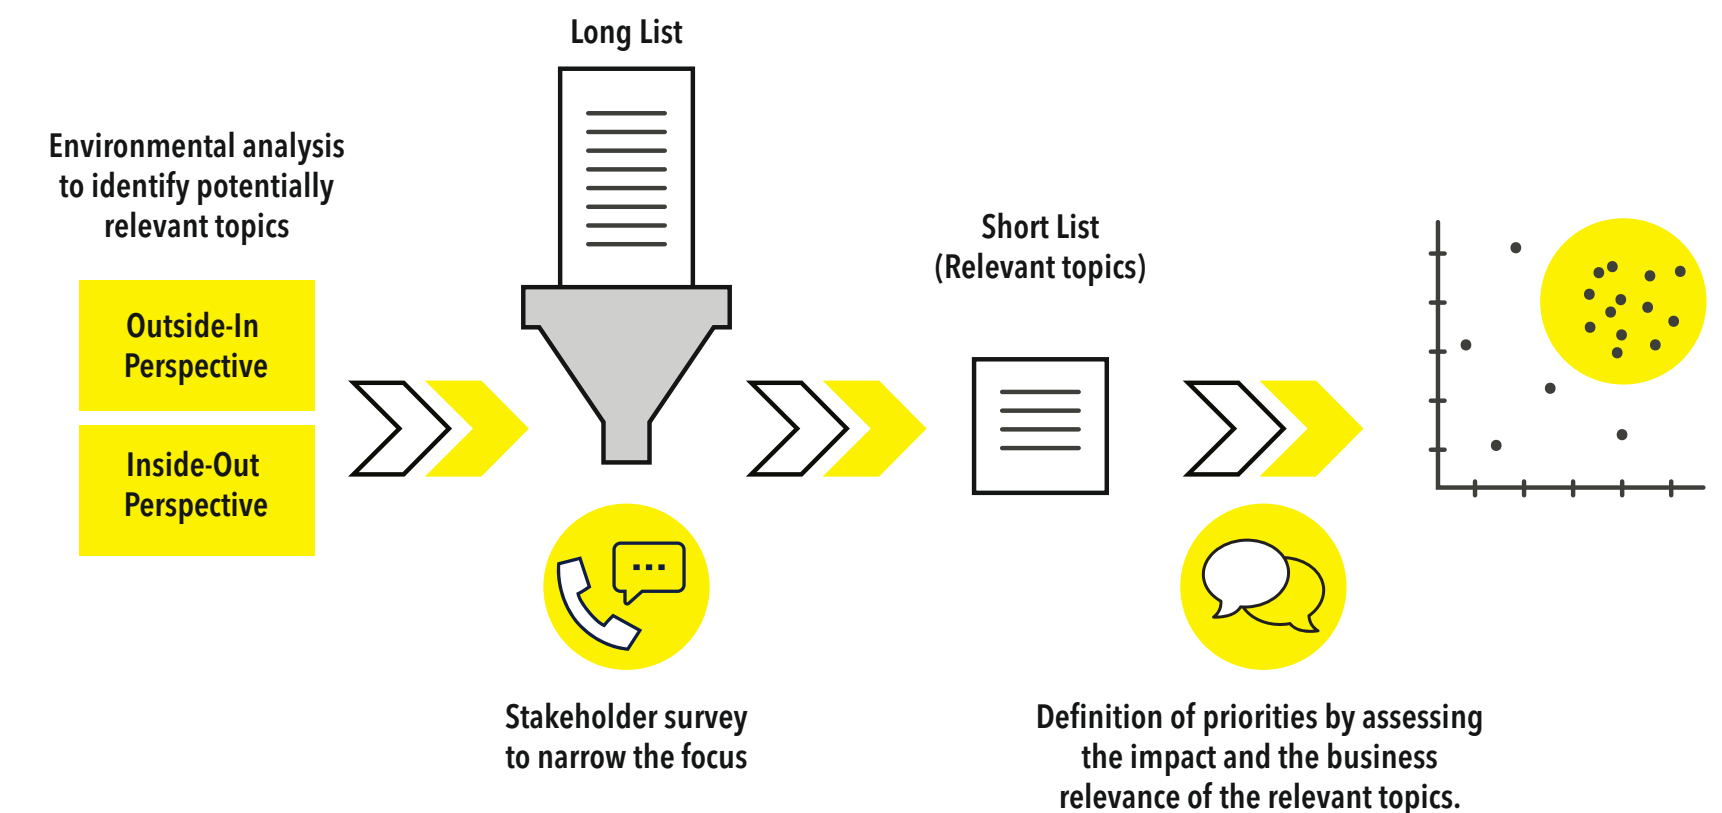 Environmental analysis
to identify potentially
relevant topics
Outside-In
Perspective
Inside-Out
Perspective
Long List
Stakeholder survey
to narrow the focus
Short List
(Relevant topics)
Definition of priorities by assessing
the impact and the business
relevance of the relevant topics.